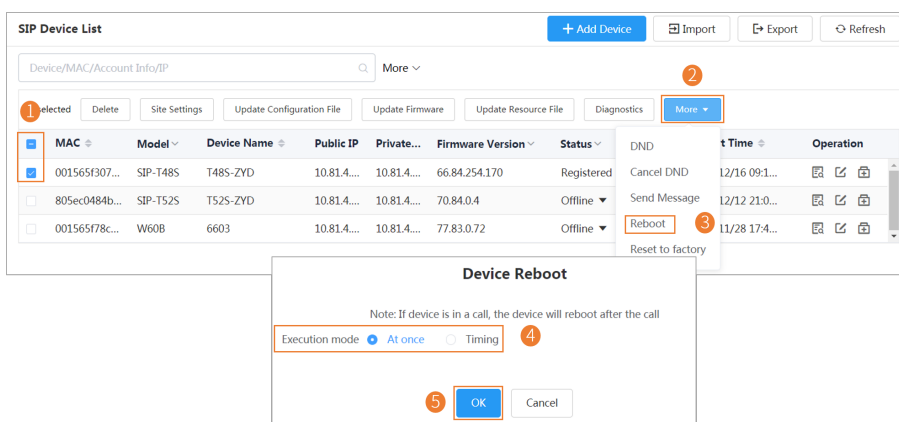 SIP Device List
+ Add Device
Import
Export
Refresh
Device/MAC/Account Info/IP
More
2
1
elected
Delete
Site Settings
Update Configuration File
Update Firmware
Update Resource File
Diagnostics
More
MAC
Model
Device Name
Public IP
Private...
Firmware Version
Status
t Time
Operation
001565f307...
SIP-T48S
T48S-ZYD
10.81.4....
10.81.4....
66.84.254.170
Registered
12/16 09:1...
805ec0484b...
SIP-T52S
T52S-ZYD
10.81.4....
10.81.4....
70.84.0.4
Offline
12/12 21:0...
001565f78c...
W60B
6603
10.81.4....
10.81.4....
77.83.0.72
Offline
11/28 17:4...
DND
Cancel DND
Send Message
Reboot
3
Reset to factory
Device Reboot
Note: If device is in a call, the device will reboot after the call
Execution mode
At once
Timing
4
5
OK
Cancel